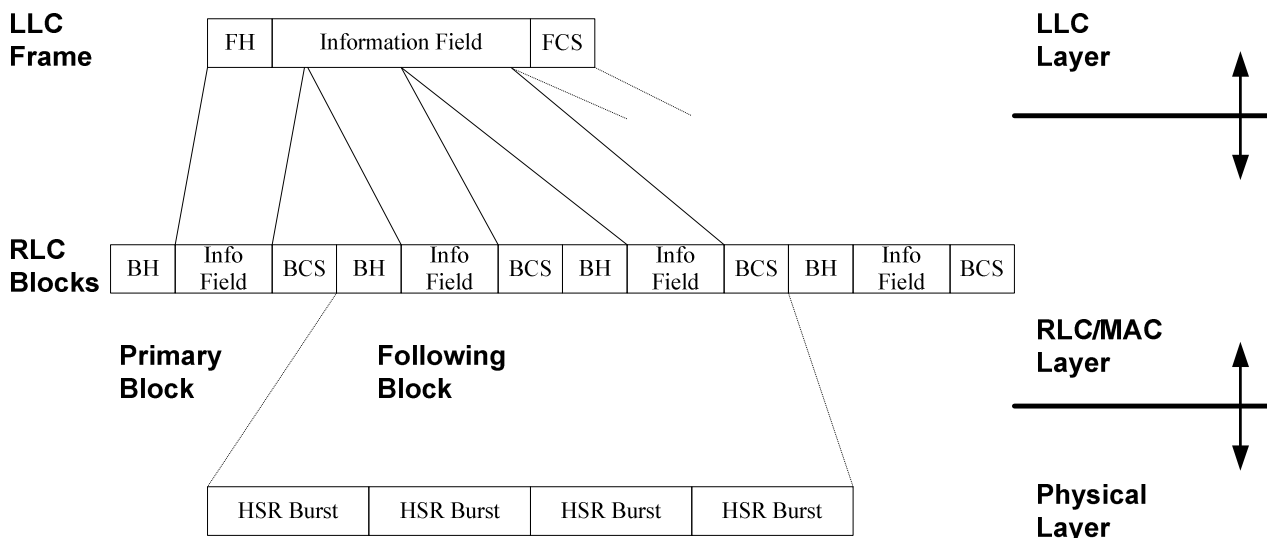 LLC
Frame
FH
Information Field
FCS
LLC
Layer
RLC
Blocks
BH
Info
Field
BCS
BH
Info
Field
BCS
BH
Info
Field
BCS
BH
Info
Field
BCS
Primary
Block
Following
Block
RLC/MAC
Layer
HSR Burst
HSR Burst
HSR Burst
HSR Burst
Physical
Layer